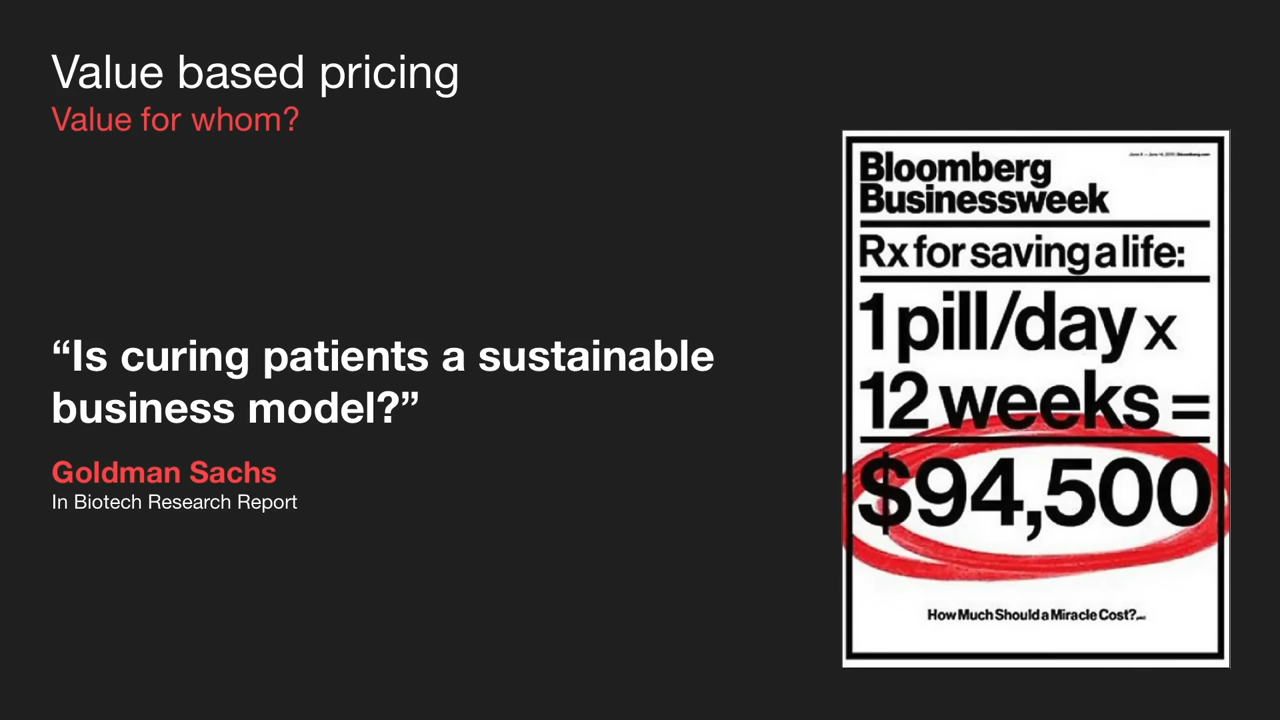 Value based pricing
Value for whom?
“Is curing patients a sustainable
business model?”
Goldman Sachs
In Biotech Research Report
Bloomberg
Businessweek
Rx for saving a life:
1 pill/day x
12 weeks =
$94,500
How Much Should a Miracle Cost?